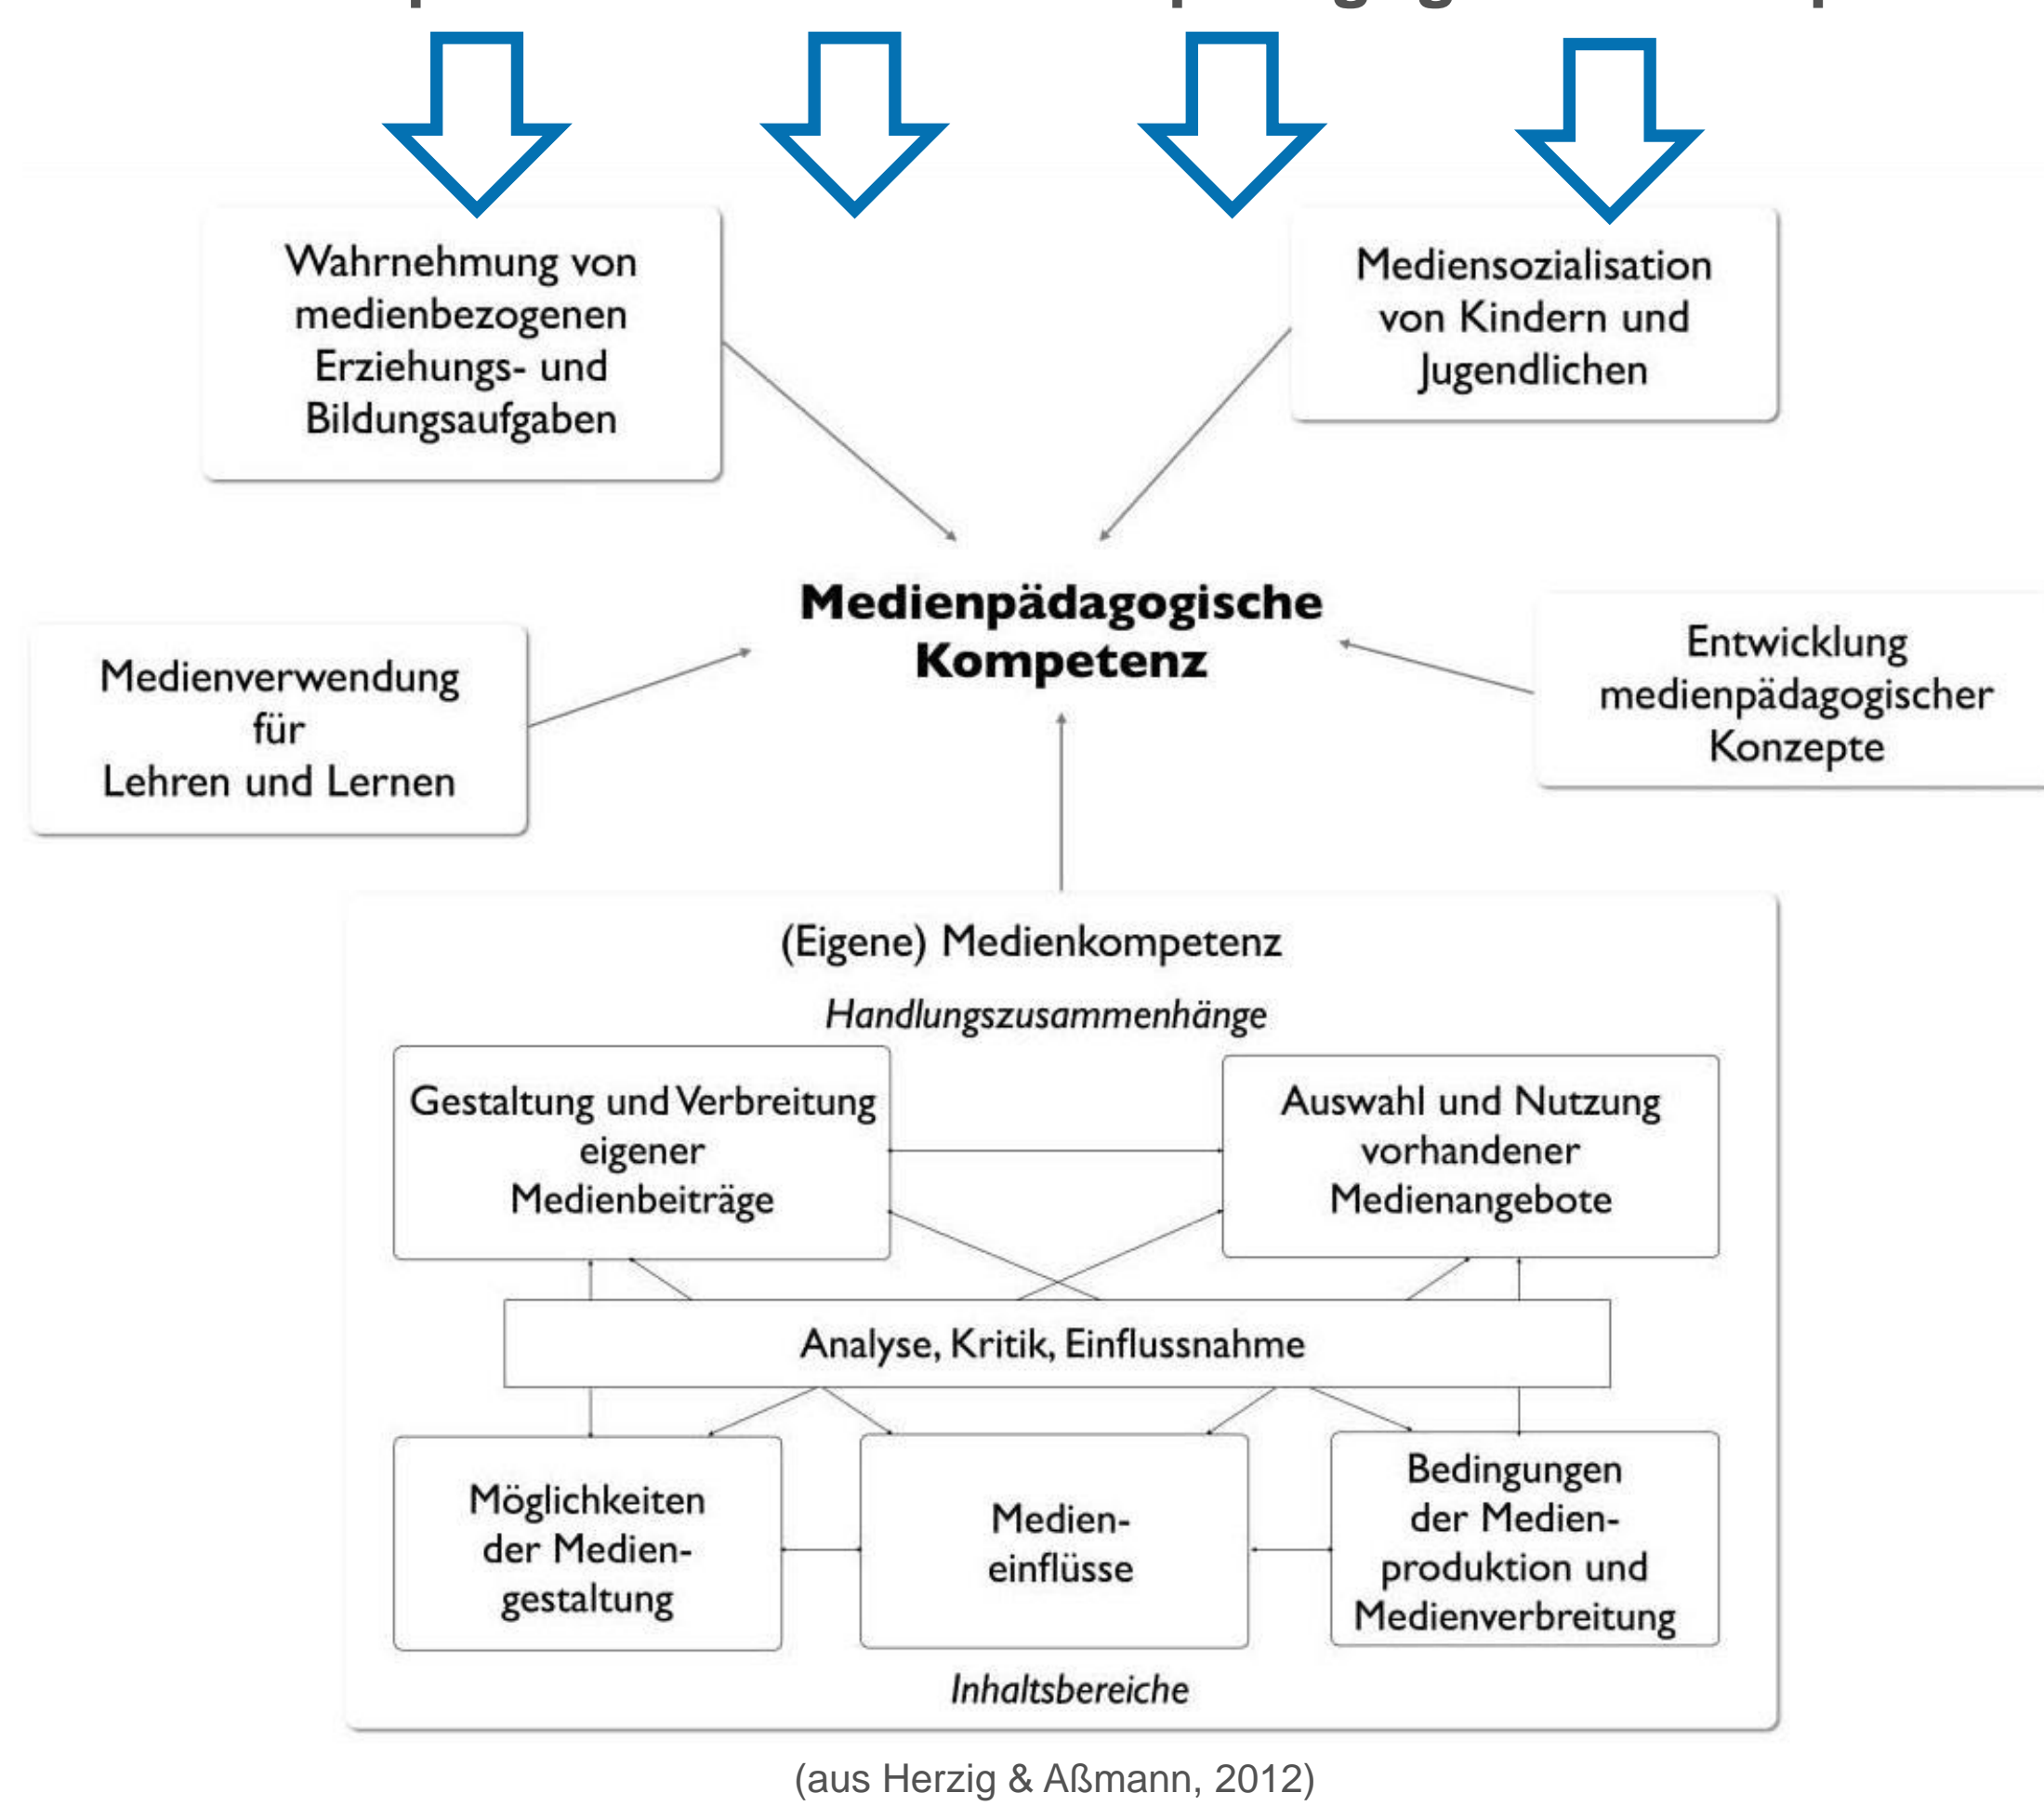 Wahrnehmung von
medienbezogenen
Erziehungs- und
Bildungsaufgaben
Mediensozialisation
von Kindern und
Jugendlichen
Medienpädagogische
Kompetenz
Medienverwendung
für
Lehren und Lernen
Entwicklung
medienpädagogischer
Konzepte
(Eigene) Medienkompetenz
Handlungszusammenhänge
Gestaltung und Verbreitung
eigener
Medienbeiträge
Auswahl und Nutzung
vorhandener
Medienangebote
Analyse, Kritik, Einflussnahme
Möglichkeiten
der Medien-
gestaltung
Medien-
einflüsse
Bedingungen
der Medien-
produktion und
Medienverbreitung
Inhaltsbereiche
(aus Herzig & Aßmann, 2012)